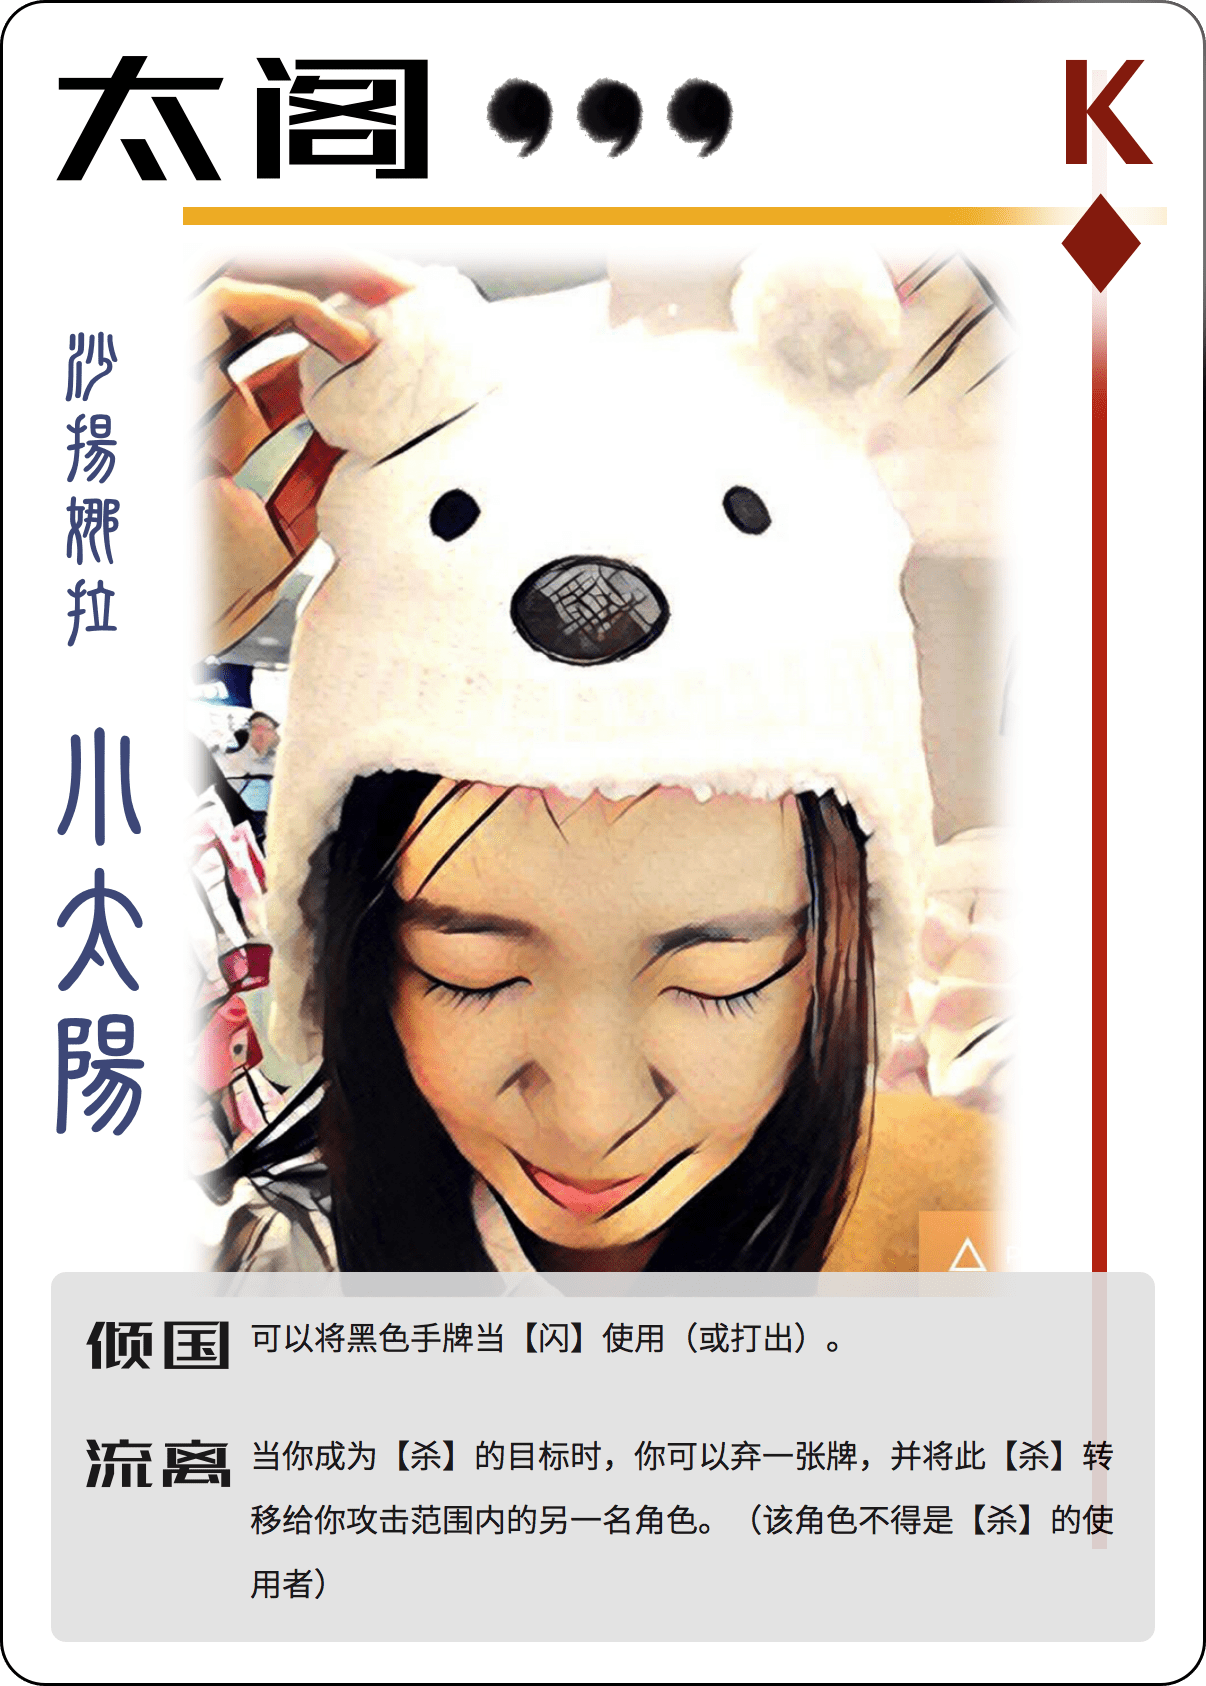 太阁
K
沙揚娜拉
小太陽
倾国 可以将黑色手牌当【闪】使用（或打出）。
流离 当你成为【杀】的目标时，你可以弃一张牌，并将此【杀】转
移给你攻击范围内的另一名角色。（该角色不得是【杀】的使
用者）